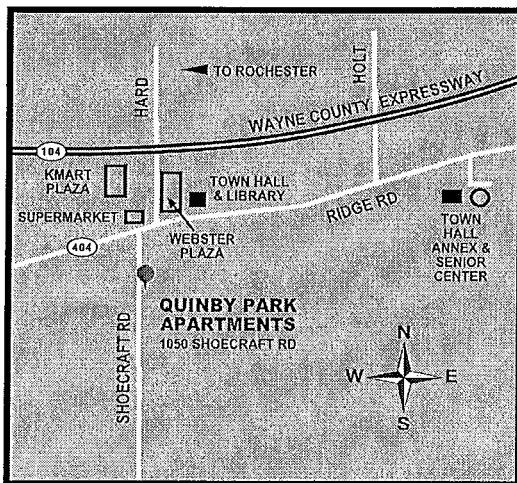 HARD
TO ROCHESTER
HOLT
WAYNE COUNTY EXPRESSWAY
104
KMART
PLAZA
TOWN HALL
& LIBRARY
SUPERMARKET
WEBSTER
PLAZA
RIDGE RD
TOWN
HALL
ANNEX &
SENIOR
CENTER
404
QUINBY PARK
APARTMENTS
1050 SHOECRAFT RD
SHOECRAFT RD
N
W
E
S